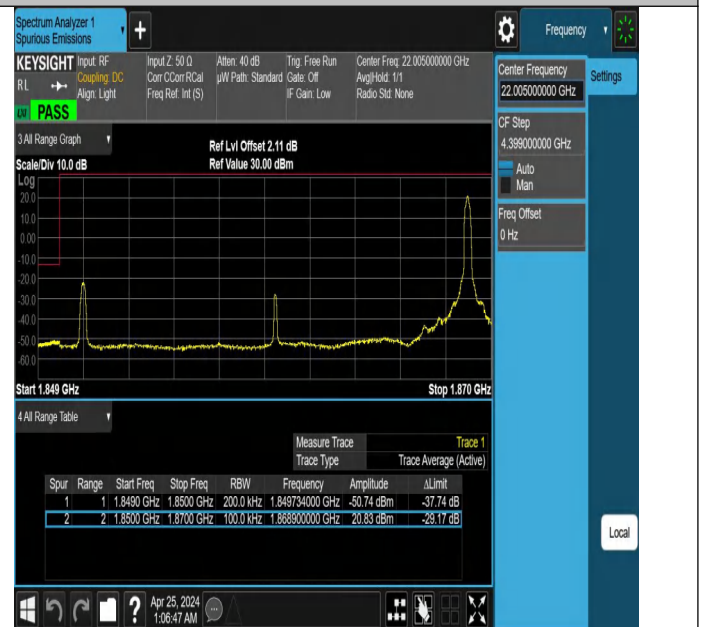 Spectrum Analyzer 1
Spurious Emissions
Frequency
KEYSIGHT
RL
PASS
Input: RF
Coupling: DC
Align: Light
Input Z: 50 Ω
Corr CCorr RCal
Freq Ref: Int (S)
Atten: 40 dB
µW Path: Standard
Trig: Free Run
Gate: Off
IF Gain: Low
Center Freq: 22.005000000 GHz
Avg|Hold: 1/1
Radio Std: None
Center Frequency
22.005000000 GHz
Settings
CF Step
4.399000000 GHz
Auto
Man
Freq Offset
0 Hz
3 All Range Graph
Ref Lvl Offset 2.11 dB
Scale/Div 10.0 dB
Ref Value 30.00 dBm
Log
20.0
10.0
0.00
-10.0
-20.0
-30.0
-40.0
-50.0
-60.0
Start 1.849 GHz
Stop 1.870 GHz
4 All Range Table
Measure Trace Trace 1
Trace Type Trace Average (Active)
Spur Range Start Freq Stop Freq RBW Frequency Amplitude ΔLimit
1 1 1.8490 GHz 1.8500 GHz 200.0 kHz 1.849734000 GHz -50.74 dBm -37.74 dB
2 2 1.8500 GHz 1.8700 GHz 100.0 kHz 1.868900000 GHz 20.83 dBm -29.17 dB
Local
Apr 25, 2024
1:06:47 AM